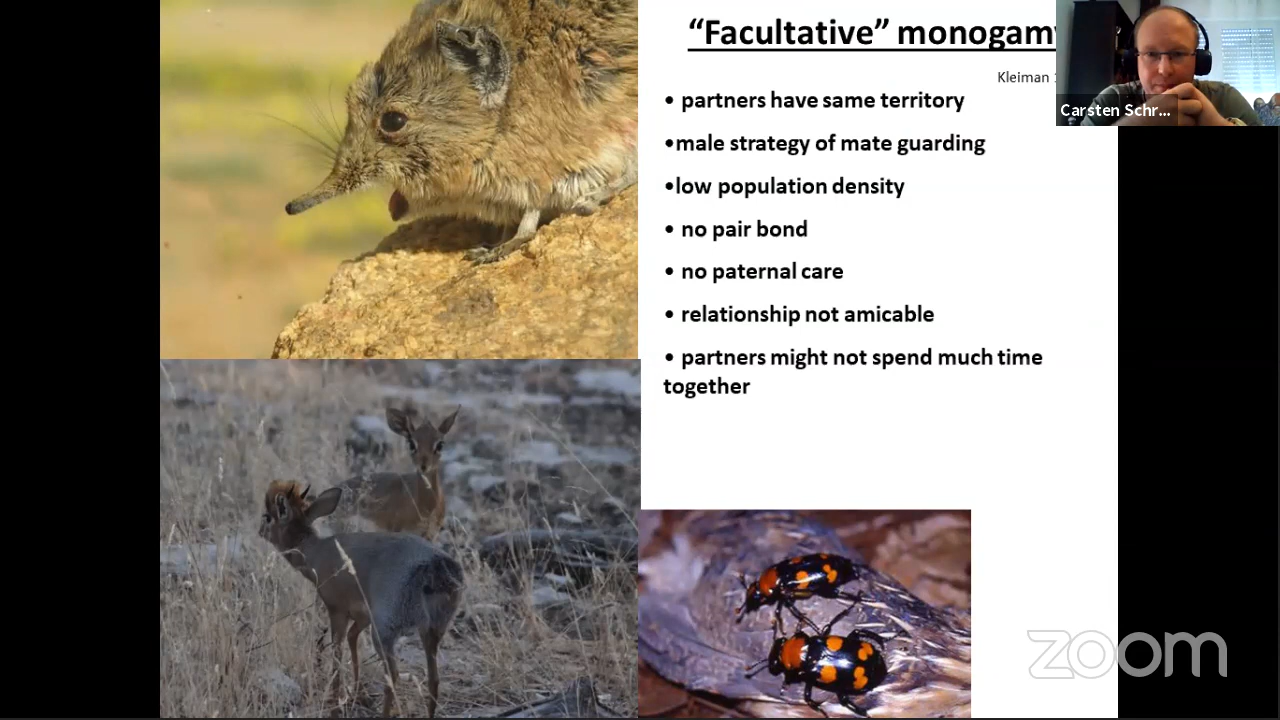 “Facultative” monogam
Kleiman
• partners have same territory
•male strategy of mate guarding
•low population density
• no pair bond
• no paternal care
• relationship not amicable
• partners might not spend much time
together
Carsten Schr...
zoom